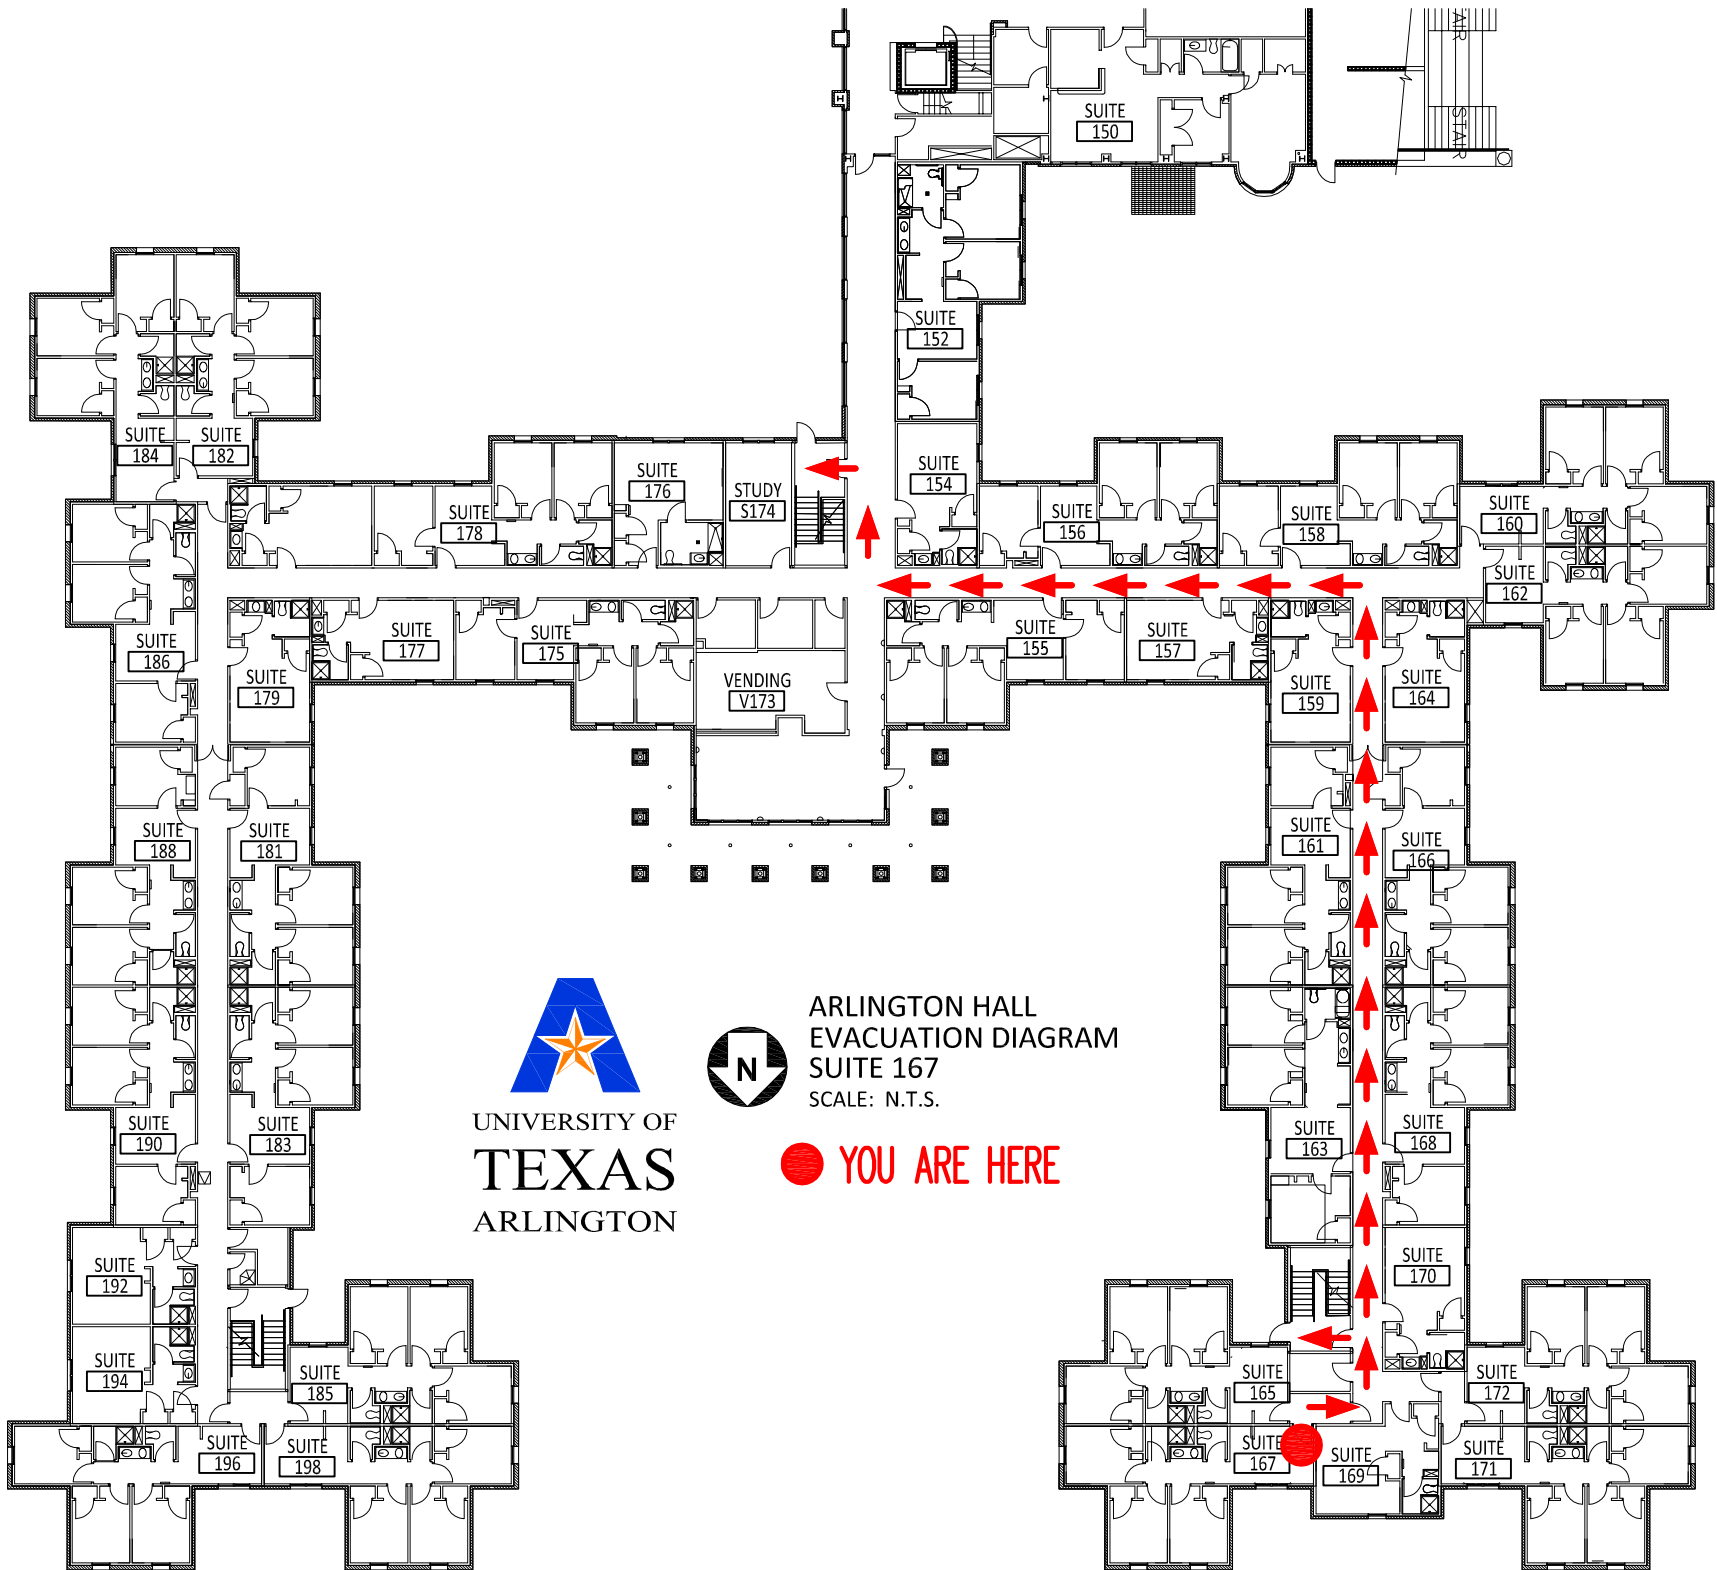 STAIR
STAIR
SUITE
150
SUITE
152
SUITE
184
SUITE
182
SUITE
154
SUITE
176
STUDY
S174
SUITE
178
SUITE
156
SUITE
158
SUITE
160
SUITE
162
SUITE
186
SUITE
177
SUITE
175
SUITE
155
SUITE
157
SUITE
179
VENDING
V173
SUITE
159
SUITE
164
SUITE
188
SUITE
181
SUITE
161
SUITE
166
ARLINGTON HALL
EVACUATION DIAGRAM
SUITE 167
SCALE: N.T.S.
N
UNIVERSITY OF
TEXAS
ARLINGTON
YOU ARE HERE
SUITE
190
SUITE
183
SUITE
163
SUITE
168
SUITE
192
SUITE
170
SUITE
194
SUITE
185
SUITE
165
SUITE
172
SUITE
196
SUITE
198
SUITE
167
SUITE
169
SUITE
171